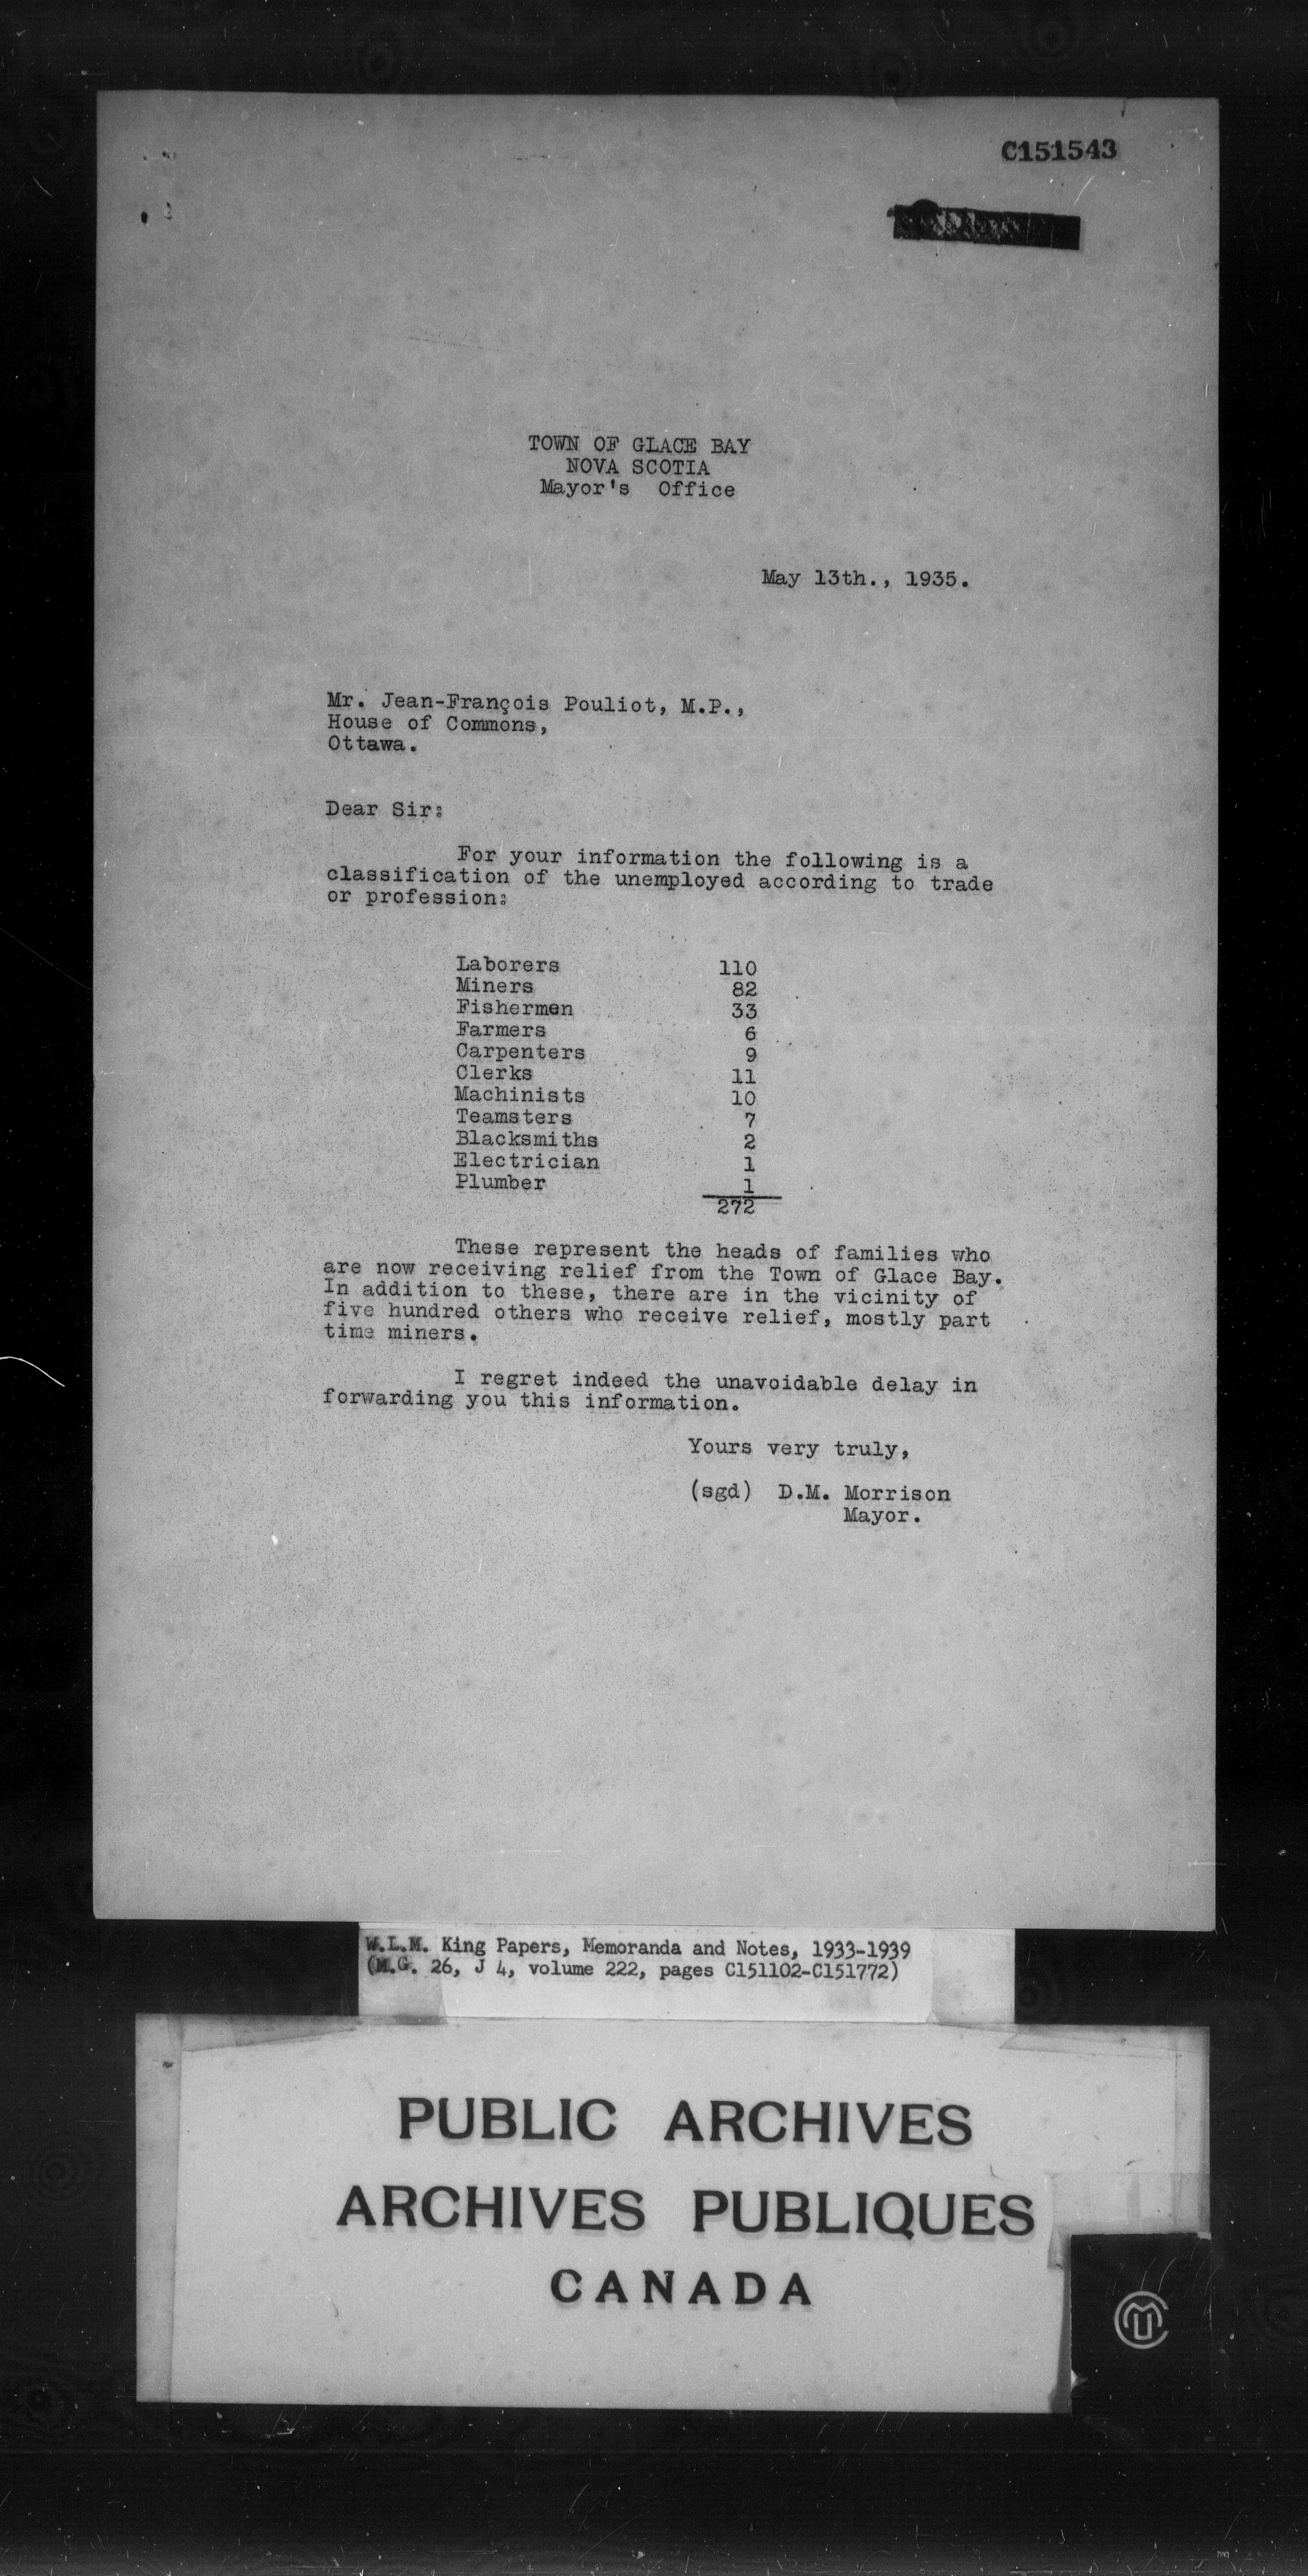 C151543
TOWN OF GLACE BAY
NOVA SCOTIA
Mayor's Office
May 13th., 1935.
Mr. Jean-François Pouliot, M.P.,
House of Commons,
Ottawa.
Dear Sir:
For your information the following is a
classification of the unemployed according to trade
or profession:
Laborers 110
Miners 82
Fishermen 33
Farmers 6
Carpenters 9
Clerks 11
Machinists 10
Teamsters 7
Blacksmiths 2
Electrician 1
Plumber 1
272
These represent the heads of families who
are now receiving relief from the Town of Glace Bay.
In addition to these, there are in the vicinity of
five hundred others who receive relief, mostly part
time miners.
I regret indeed the unavoidable delay in
forwarding you this information.
Yours very truly,
(sgd) D.M. Morrison
Mayor.
W.L.M. King Papers, Memoranda and Notes, 1933-1939
(M.G. 26, J 4, volume 222, pages C151102-C151772)
PUBLIC ARCHIVES
ARCHIVES PUBLIQUES
CANADA